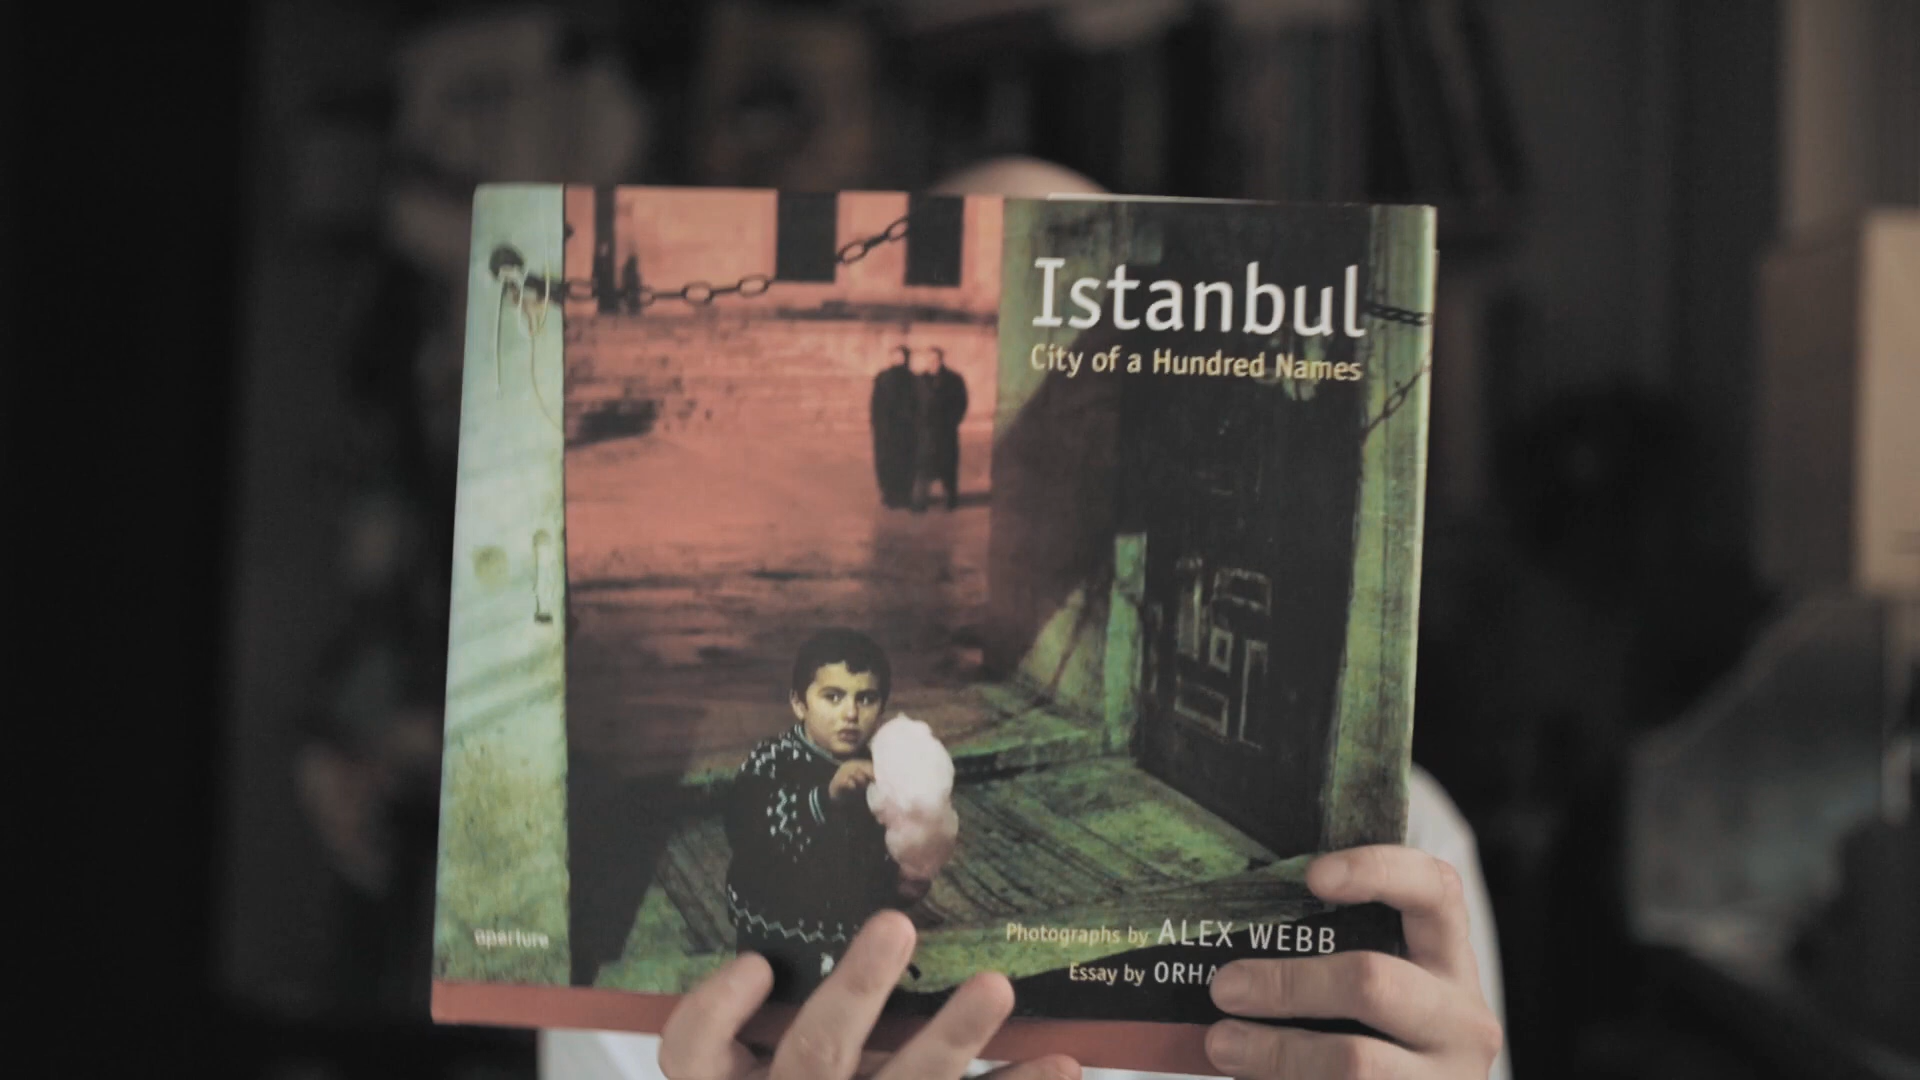 Istanbul
City of a Hundred Names
aperture
Photographs by ALEX WEBB
Essay by ORHA